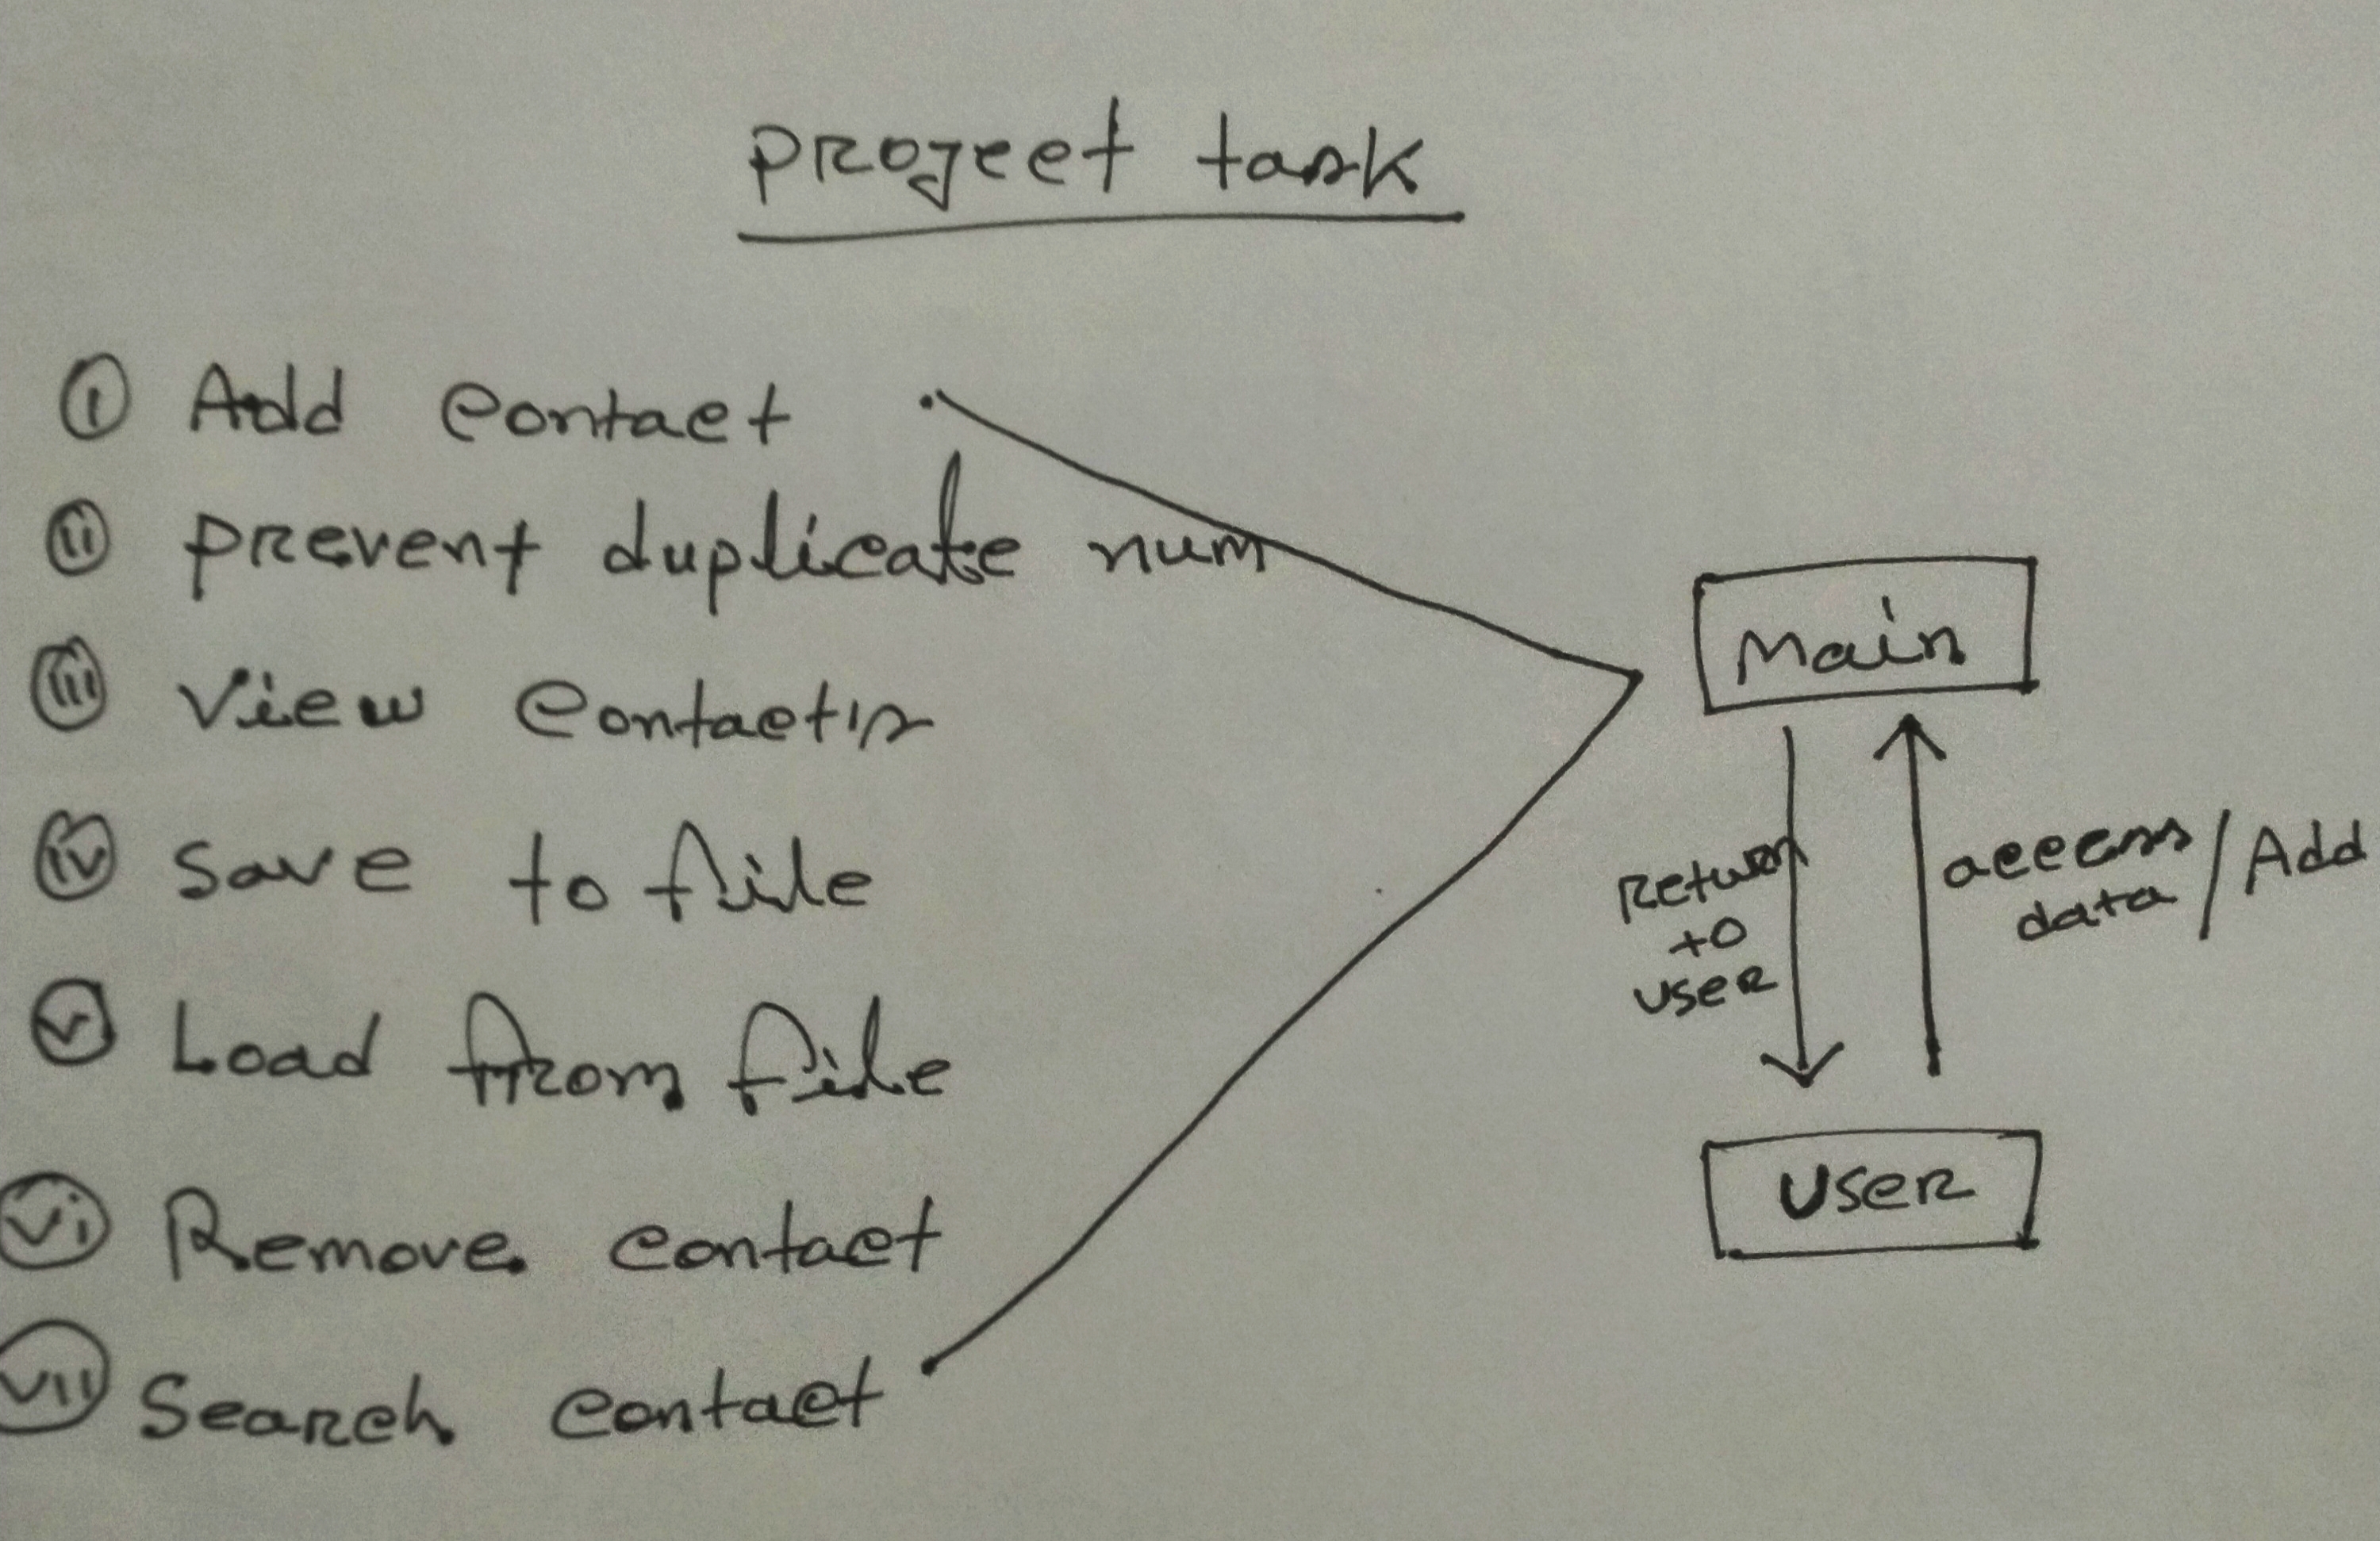 Project task
i Add contact
ii Prevent duplicate num
iii View contacts
iv Save to file
v Load from file
vi Remove contact
vii Search contact
Main
Return
to
user
access
data / Add
User